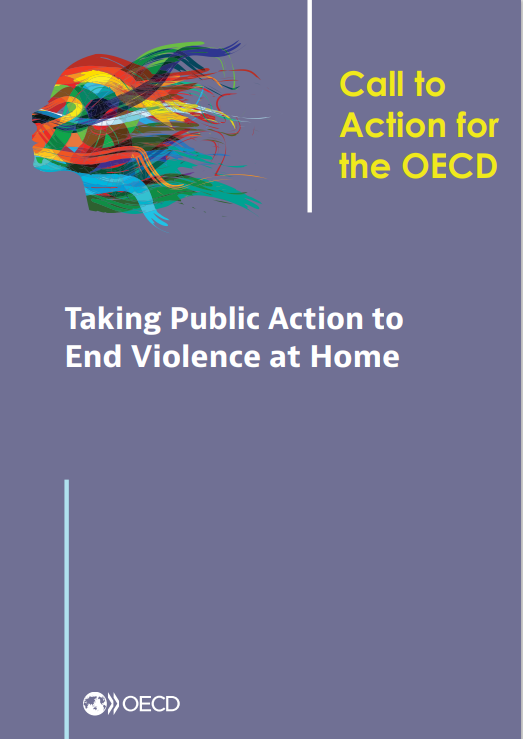 Call to
Action for
the OECD
Taking Public Action to
End Violence at Home
OECD